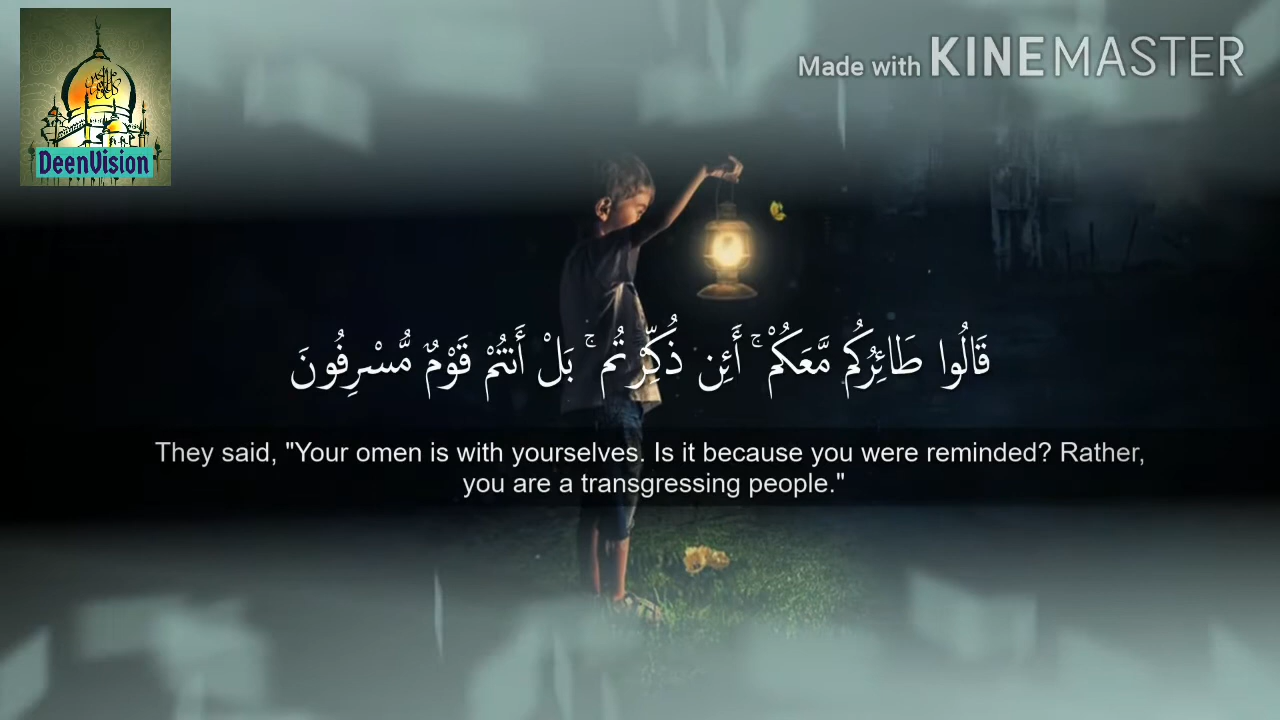 Made with KINEMASTER
DeenVision
قَالُوا طَائِرُكُم مَّعَكُمْ ۚ أَئِن ذُكِّرْتُم ۚ بَلْ أَنتُمْ قَوْمٌ مُّسْرِفُونَ
They said, "Your omen is with yourselves. Is it because you were reminded? Rather,
you are a transgressing people."